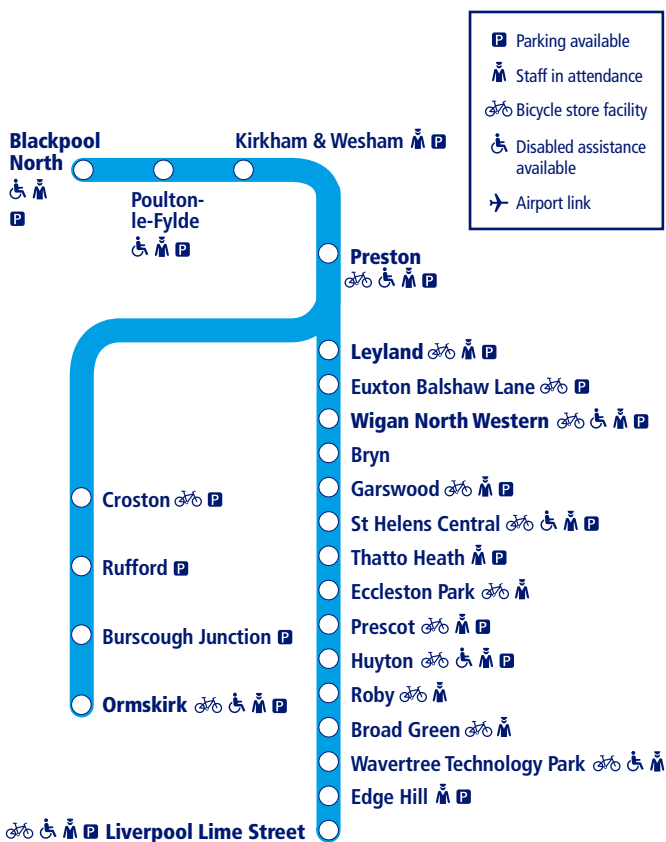 P Parking available
Staff in attendance
Bicycle store facility
Disabled assistance
available
Airport link
Blackpool
North
P
Kirkham & Wesham P
Poulton-
le-Fylde
P
Preston
P
Leyland P
Euxton Balshaw Lane P
Wigan North Western P
Bryn
Garswood P
St Helens Central P
Thatto Heath P
Eccleston Park
Prescot P
Huyton P
Roby
Broad Green
Wavertree Technology Park
Edge Hill P
P Liverpool Lime Street
Croston P
Rufford P
Burscough Junction P
Ormskirk P